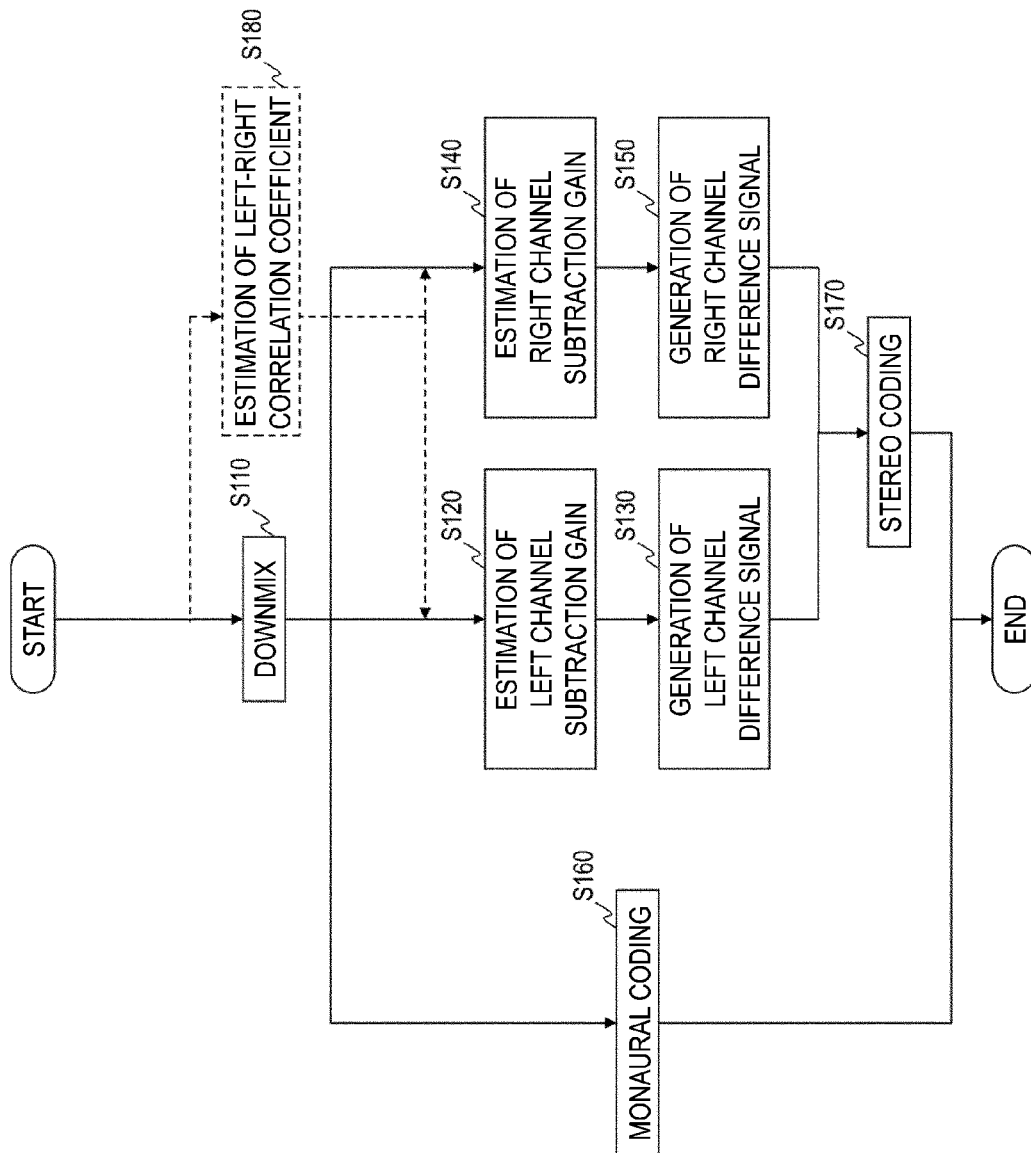 START
S180
ESTIMATION OF LEFT-RIGHT
CORRELATION COEFFICIENT
S110
DOWNMIX
S120
ESTIMATION OF
LEFT CHANNEL
SUBTRACTION GAIN
S140
ESTIMATION OF
RIGHT CHANNEL
SUBTRACTION GAIN
S130
GENERATION OF
LEFT CHANNEL
DIFFERENCE SIGNAL
S150
GENERATION OF
RIGHT CHANNEL
DIFFERENCE SIGNAL
S160
MONAURAL CODING
S170
STEREO CODING
END